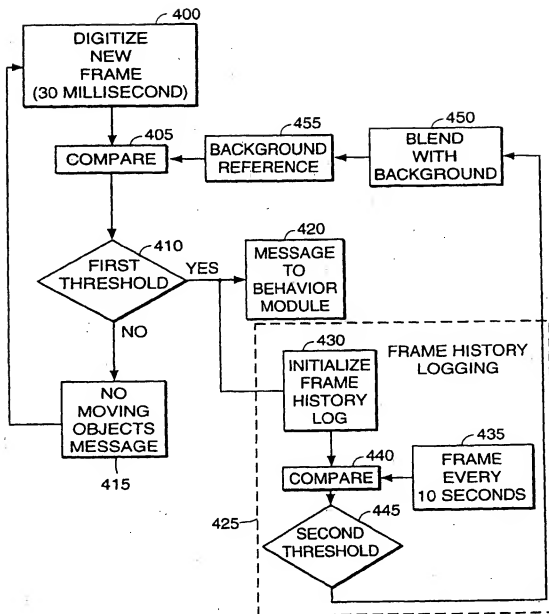 400
DIGITIZE
NEW
FRAME
(30 MILLISECOND)
405
COMPARE
455
BACKGROUND
REFERENCE
450
BLEND
WITH
BACKGROUND
410
FIRST
THRESHOLD
YES
NO
420
MESSAGE
TO
BEHAVIOR
MODULE
NO
MOVING
OBJECTS
MESSAGE
415
FRAME HISTORY
LOGGING
430
INITIALIZE
FRAME
HISTORY
LOG
435
FRAME
EVERY
10 SECONDS
440
COMPARE
445
SECOND
THRESHOLD
425